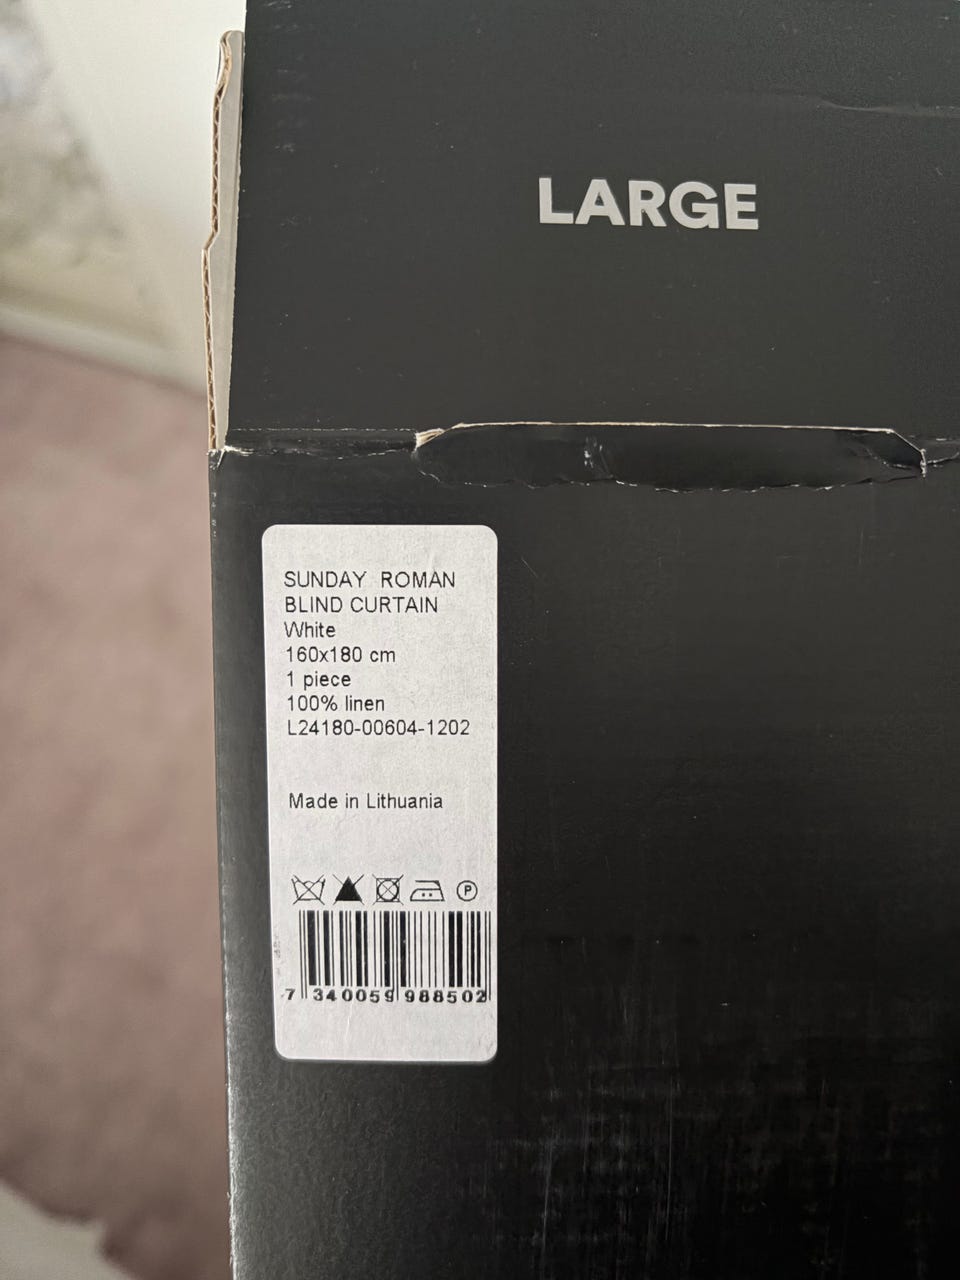 LARGE
SUNDAY ROMAN
BLIND CURTAIN
White
160x180 cm
1 piece
100% linen
L24180-00604-1202
Made in Lithuania
P
7 340059 988502